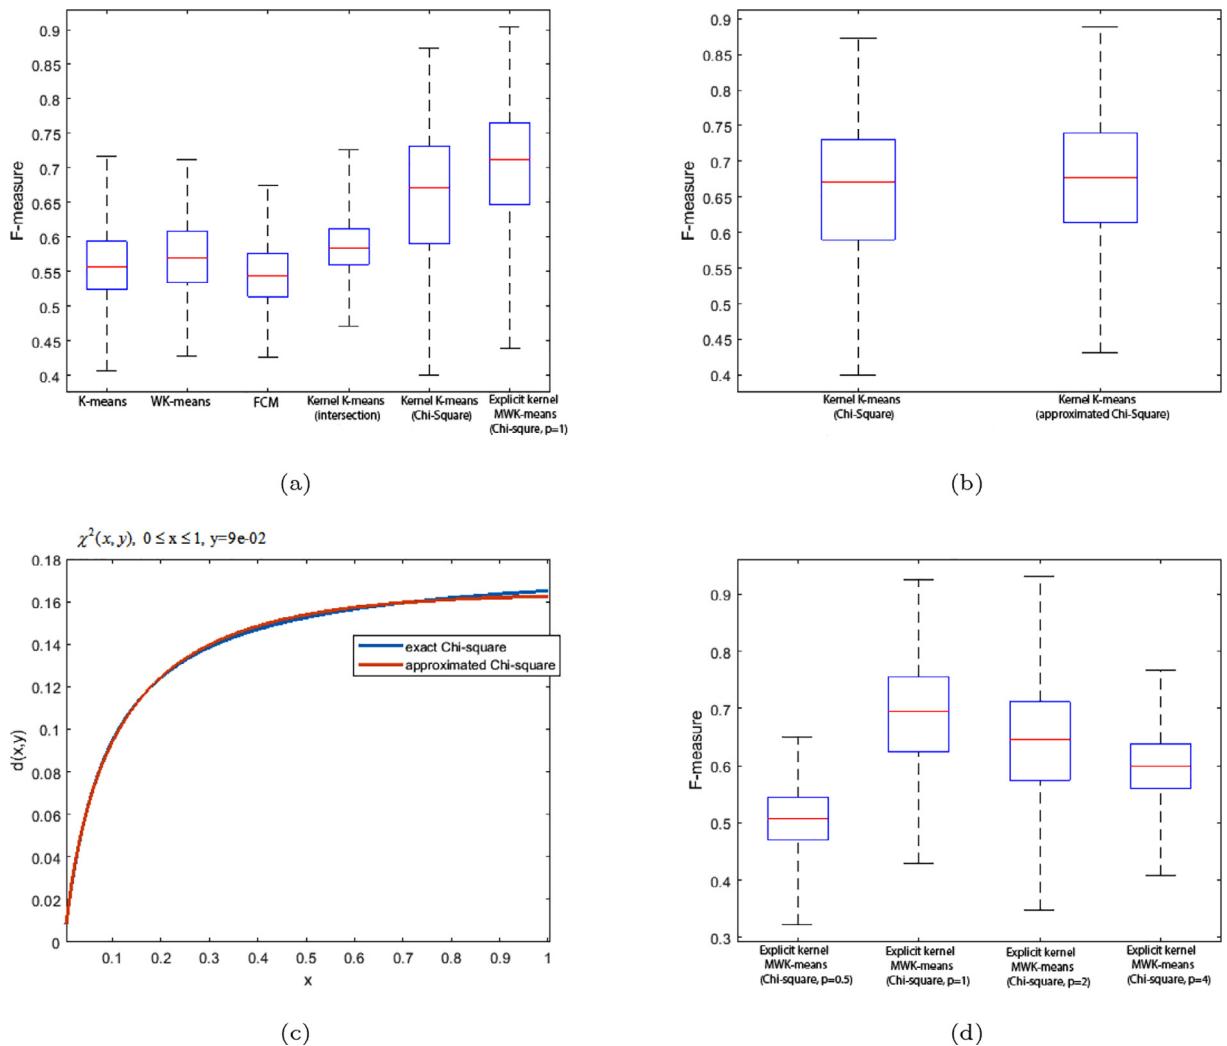 F-measure
0.9
0.85
0.8
0.75
0.7
0.65
0.6
0.55
0.5
0.45
0.4
K-means
WK-means
FCM
Kernel K-means
(intersection)
Kernel K-means
(Chi-Square)
Explicit kernel
MWK-means
(Chi-squre, p=1)
(a)
F-measure
0.9
0.85
0.8
0.75
0.7
0.65
0.6
0.55
0.5
0.45
0.4
Kernel K-means
(Chi-Square)
Kernel K-means
(approximated Chi-Square)
(b)
χ²(x, y), 0 ≤ x ≤ 1, y=9e-02
d(x,y)
0.18
0.16
0.14
0.12
0.1
0.08
0.06
0.04
0.02
0
exact Chi-square
approximated Chi-square
0.1 0.2 0.3 0.4 0.5 0.6 0.7 0.8 0.9 1
x
(c)
F-measure
0.9
0.8
0.7
0.6
0.5
0.4
0.3
Explicit kernel
MWK-means
(Chi-square, p=0.5)
Explicit kernel
MWK-means
(Chi-square, p=1)
Explicit kernel
MWK-means
(Chi-square, p=2)
Explicit kernel
MWK-means
(Chi-square, p=4)
(d)